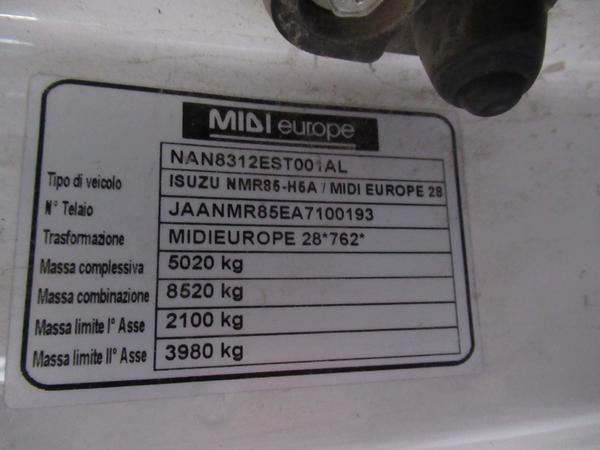 MIDI europe
NAN8312EST001AL
Tipo di veicolo ISUZU NMR85-H5A / MIDI EUROPE 28
N° Telaio JAANMR85EA7100193
Trasformazione MIDIEUROPE 28*762*
Massa complessiva 5020 kg
Massa combinazione 8520 kg
Massa limite I° Asse 2100 kg
Massa limite II° Asse 3980 kg